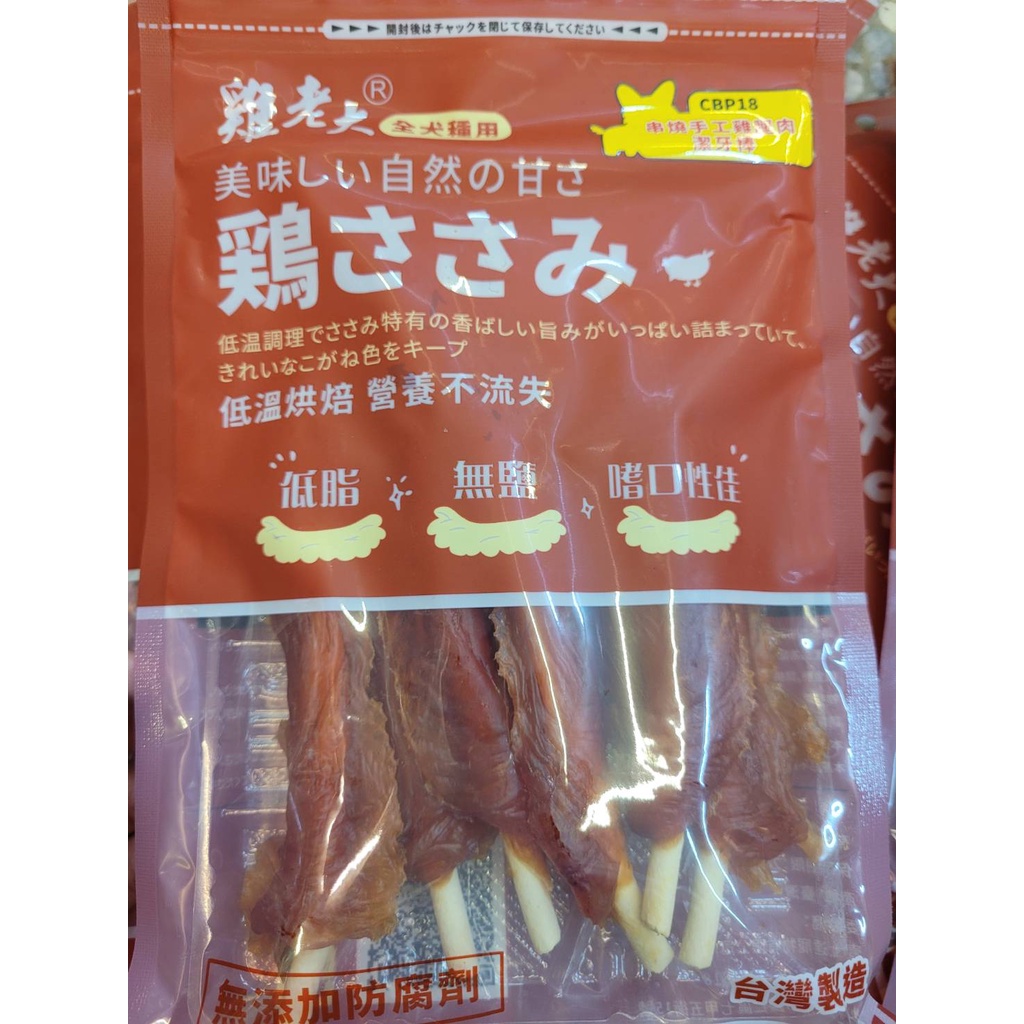 ▶▶▶ 開封後はチャックを閉じて保存してください ◀◀◀
雞老大®
全犬種用
CBP18
串燒手工雞腿肉
潔牙棒
美味しい自然の甘さ
鶏ささみ
低温調理でささみ特有の香ばしい旨みがいっぱい詰まっていて、
きれいなこがね色をキープ
低溫烘焙 營養不流失
低脂 無鹽 嗜口性佳
無添加防腐劑
台灣製造